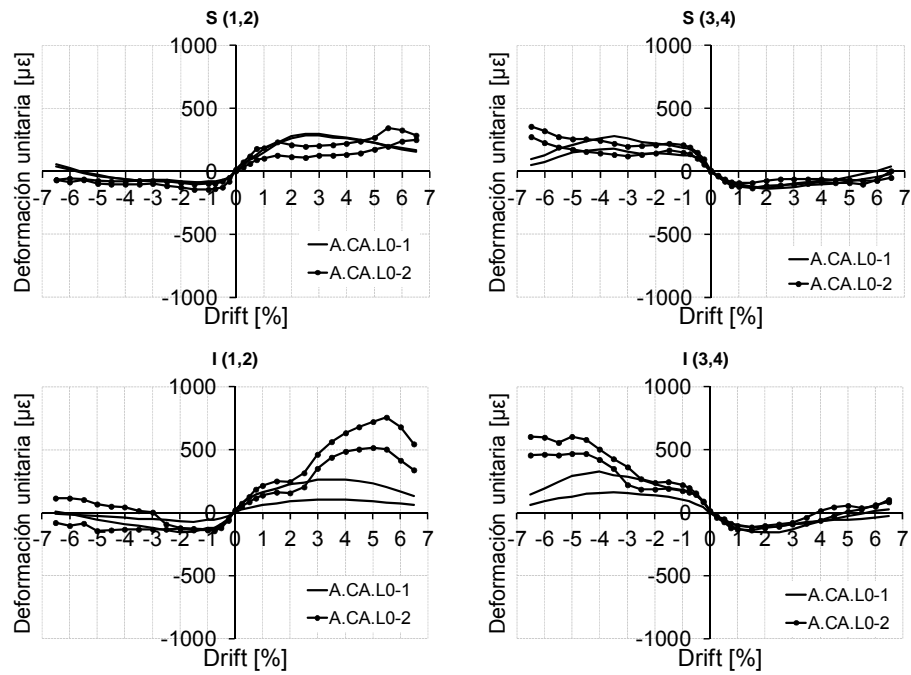 S (1,2)
Deformación unitaria [µε]
1000
500
0
-500
-1000
-7 -6 -5 -4 -3 -2 -1 0 1 2 3 4 5 6 7
A.CA.L0-1
A.CA.L0-2
Drift [%]
S (3,4)
Deformación unitaria [µε]
1000
500
0
-500
-1000
-7 -6 -5 -4 -3 -2 -1 0 1 2 3 4 5 6 7
A.CA.L0-1
A.CA.L0-2
Drift [%]
I (1,2)
Deformación unitaria [µε]
1000
500
0
-500
-1000
-7 -6 -5 -4 -3 -2 -1 0 1 2 3 4 5 6 7
A.CA.L0-1
A.CA.L0-2
Drift [%]
I (3,4)
Deformación unitaria [µε]
1000
500
0
-500
-1000
-7 -6 -5 -4 -3 -2 -1 0 1 2 3 4 5 6 7
A.CA.L0-1
A.CA.L0-2
Drift [%]